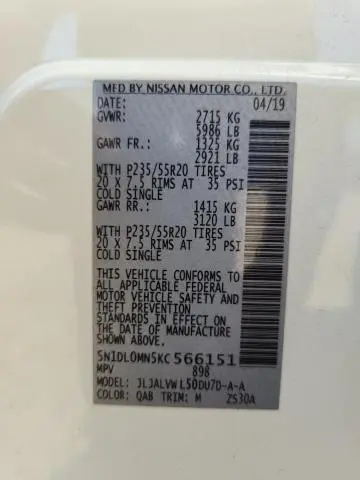 MFD BY NISSAN MOTOR CO., LTD.
DATE: 04/19
GVWR: 2715 KG
5986 LB
GAWR FR.: 1325 KG
2921 LB
WITH P235/55R20 TIRES
20 X 7.5 RIMS AT 35 PSI
COLD SINGLE
GAWR RR.: 1415 KG
3120 LB
WITH P235/55R20 TIRES
20 X 7.5 RIMS AT 35 PSI
COLD SINGLE
THIS VEHICLE CONFORMS TO
ALL APPLICABLE FEDERAL
MOTOR VEHICLE SAFETY AND
THEFT PREVENTION
STANDARDS IN EFFECT ON
THE DATE OF MANUFACTURE
SHOWN ABOVE.
5N1DL0MN5KC566151
MPV 898
MODEL: JLJALVWL50DU7D-A-A
COLOR: QAB TRIM: M ZS30A